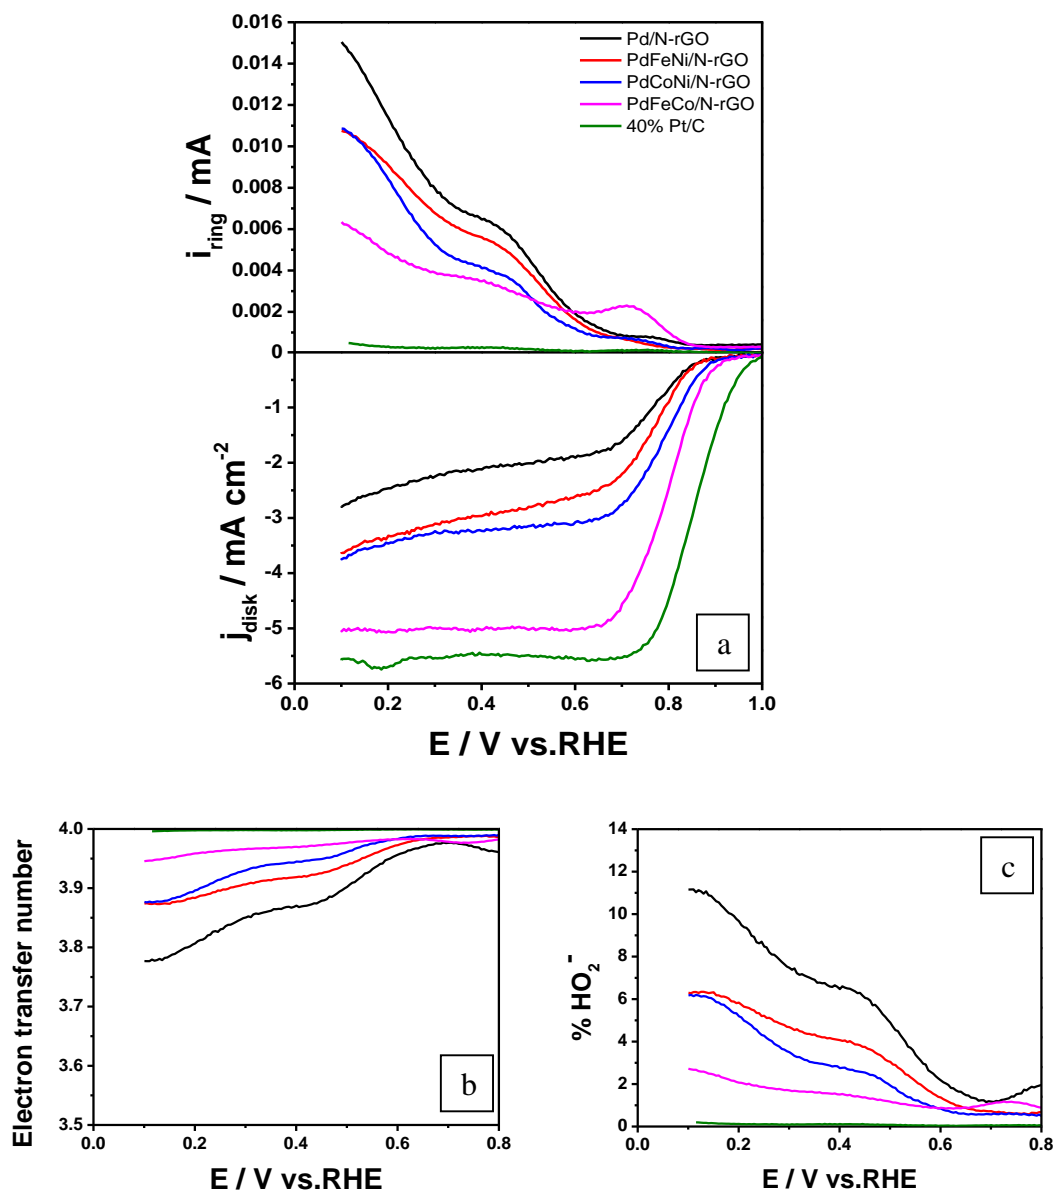 0.016
0.014
0.012
0.010
0.008
0.006
0.004
0.002
0
-1
-2
-3
-4
-5
-6
i_ring / mA
j_disk / mA cm⁻²
Pd/N-rGO
PdFeNi/N-rGO
PdCoNi/N-rGO
PdFeCo/N-rGO
40% Pt/C
a
0.0 0.2 0.4 0.6 0.8 1.0
E / V vs.RHE
Electron transfer number
4.0
3.9
3.8
3.7
3.6
3.5
b
0.0 0.2 0.4 0.6 0.8
E / V vs.RHE
% HO₂⁻
14
12
10
8
6
4
2
0
c
0.0 0.2 0.4 0.6 0.8
E / V vs.RHE